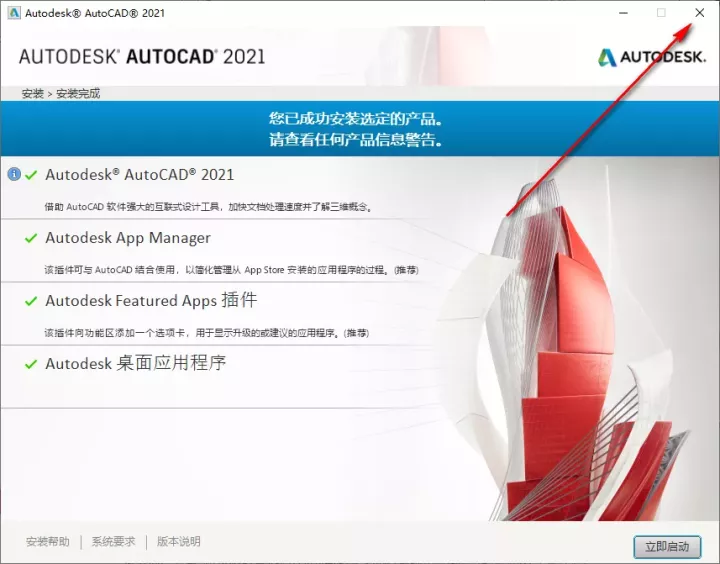 Autodesk® AutoCAD® 2021
AUTODESK® AUTOCAD® 2021
AUTODESK.
安装 > 安装完成
您已成功安装选定的产品。
请查看任何产品信息警告。
Autodesk® AutoCAD® 2021
借助 AutoCAD 软件强大的互联式设计工具，加快文档处理速度并了解三维概念。
Autodesk App Manager
该插件可与 AutoCAD 结合使用，以简化管理从 App Store 安装的应用程序的过程。(推荐)
Autodesk Featured Apps 插件
该插件向功能区添加一个选项卡，用于显示升级的或建议的应用程序。(推荐)
Autodesk 桌面应用程序
安装帮助 | 系统要求 | 版本说明
立即启动